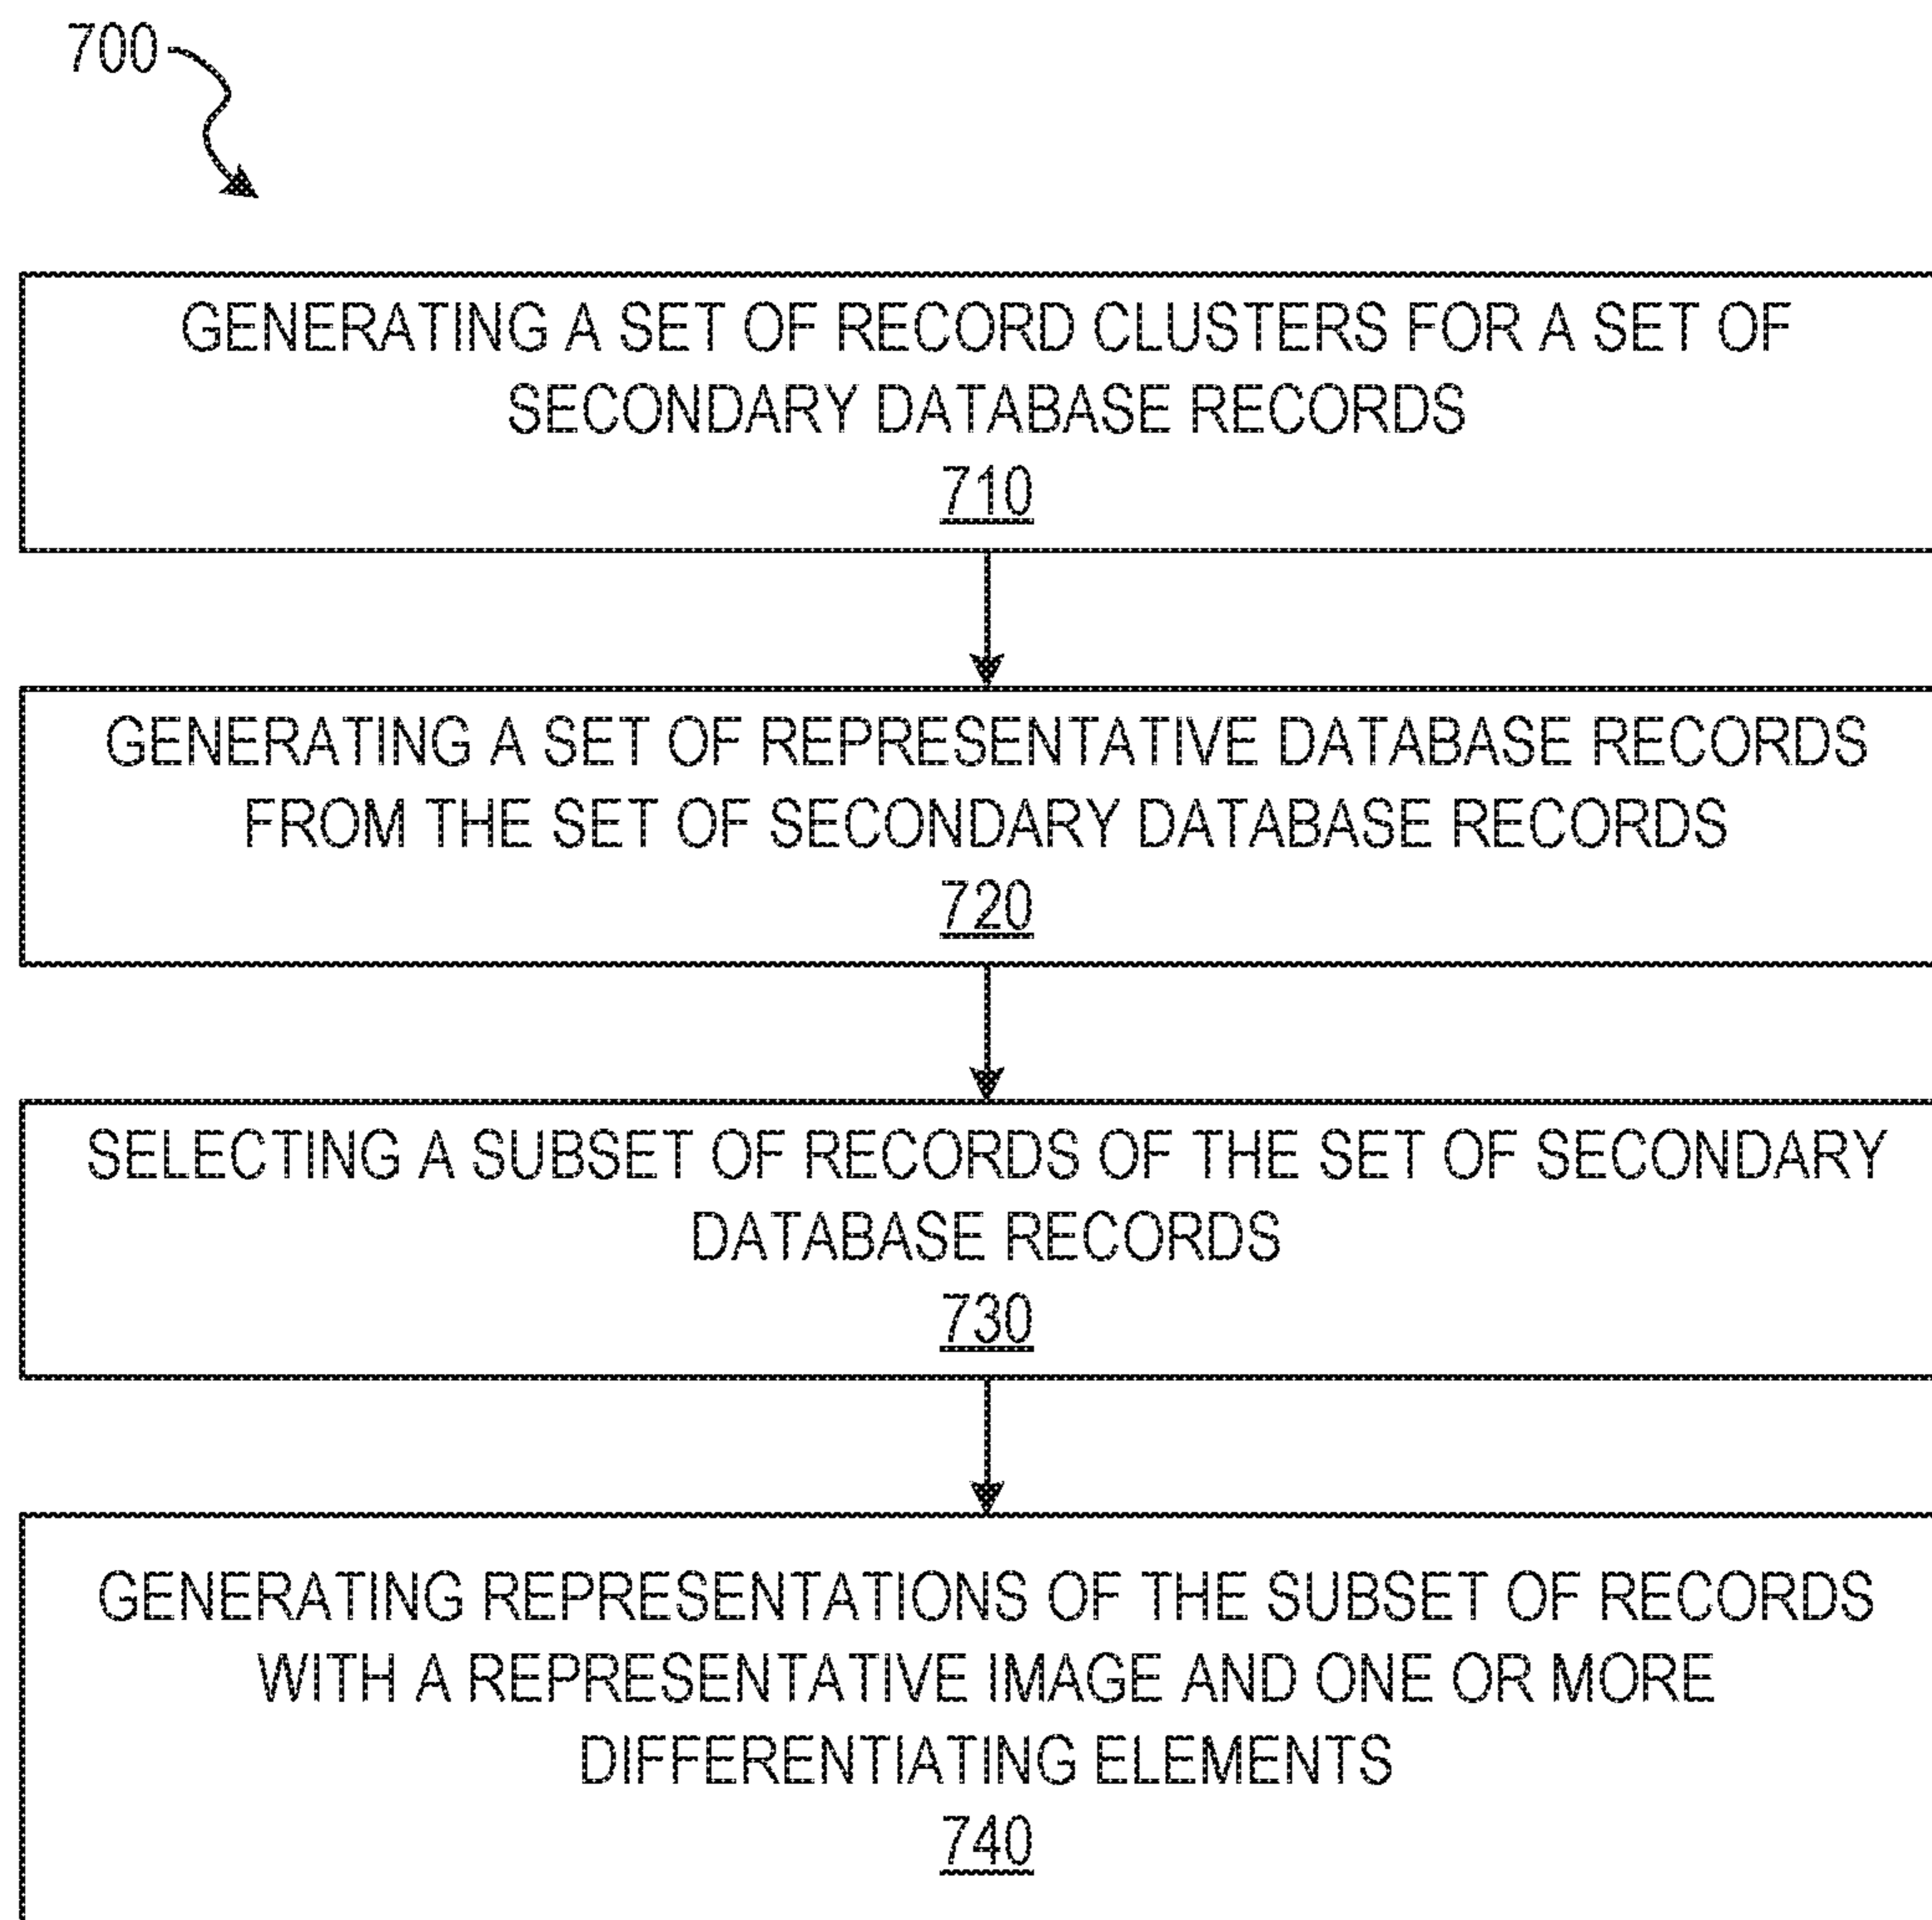 700
GENERATING A SET OF RECORD CLUSTERS FOR A SET OF
SECONDARY DATABASE RECORDS
710
GENERATING A SET OF REPRESENTATIVE DATABASE RECORDS
FROM THE SET OF SECONDARY DATABASE RECORDS
720
SELECTING A SUBSET OF RECORDS OF THE SET OF SECONDARY
DATABASE RECORDS
730
GENERATING REPRESENTATIONS OF THE SUBSET OF RECORDS
WITH A REPRESENTATIVE IMAGE AND ONE OR MORE
DIFFERENTIATING ELEMENTS
740